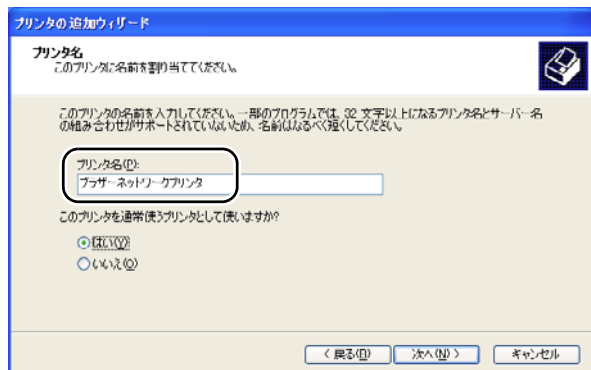 プリンタの追加ウィザード
プリンタ名
このプリンタに名前を割り当ててください。
このプリンタの名前を入力してください。一部のプログラムでは、32 文字以上になるプリンタ名とサーバー名
の組み合わせがサポートされていないため、名前はなるべく短くしてください。
プリンタ名(P):
ブラザーネットワークプリンタ
このプリンタを通常使うプリンタとして使いますか?
はい(Y)
いいえ(O)
< 戻る(B)
次へ(N) >
キャンセル